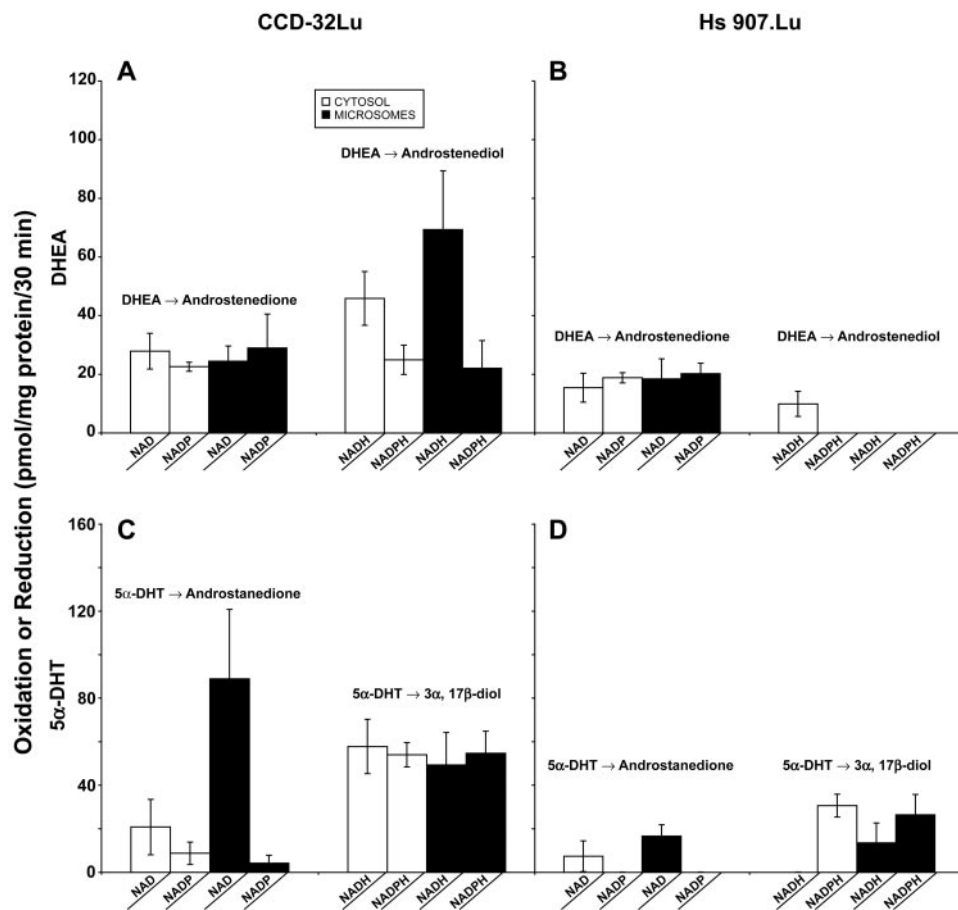 CCD-32Lu
Hs 907.Lu
Oxidation or Reduction (pmol/mg protein/30 min)
DHEA
A
120
100
80
60
40
20
0
CYTOSOL
MICROSOMES
DHEA → Androstenedione
DHEA → Androstenediol
NAD NADP NAD NADP NADH NADPH NADH NADPH
B
DHEA → Androstenedione
DHEA → Androstenediol
NAD NADP NAD NADP NADH NADPH NADH NADPH
5α-DHT
C
160
120
80
40
0
5α-DHT → Androstanedione
5α-DHT → 3α, 17β-diol
NAD NADP NAD NADP NADH NADPH NADH NADPH
D
5α-DHT → Androstanedione
5α-DHT → 3α, 17β-diol
NAD NADP NAD NADP NADH NADPH NADH NADPH